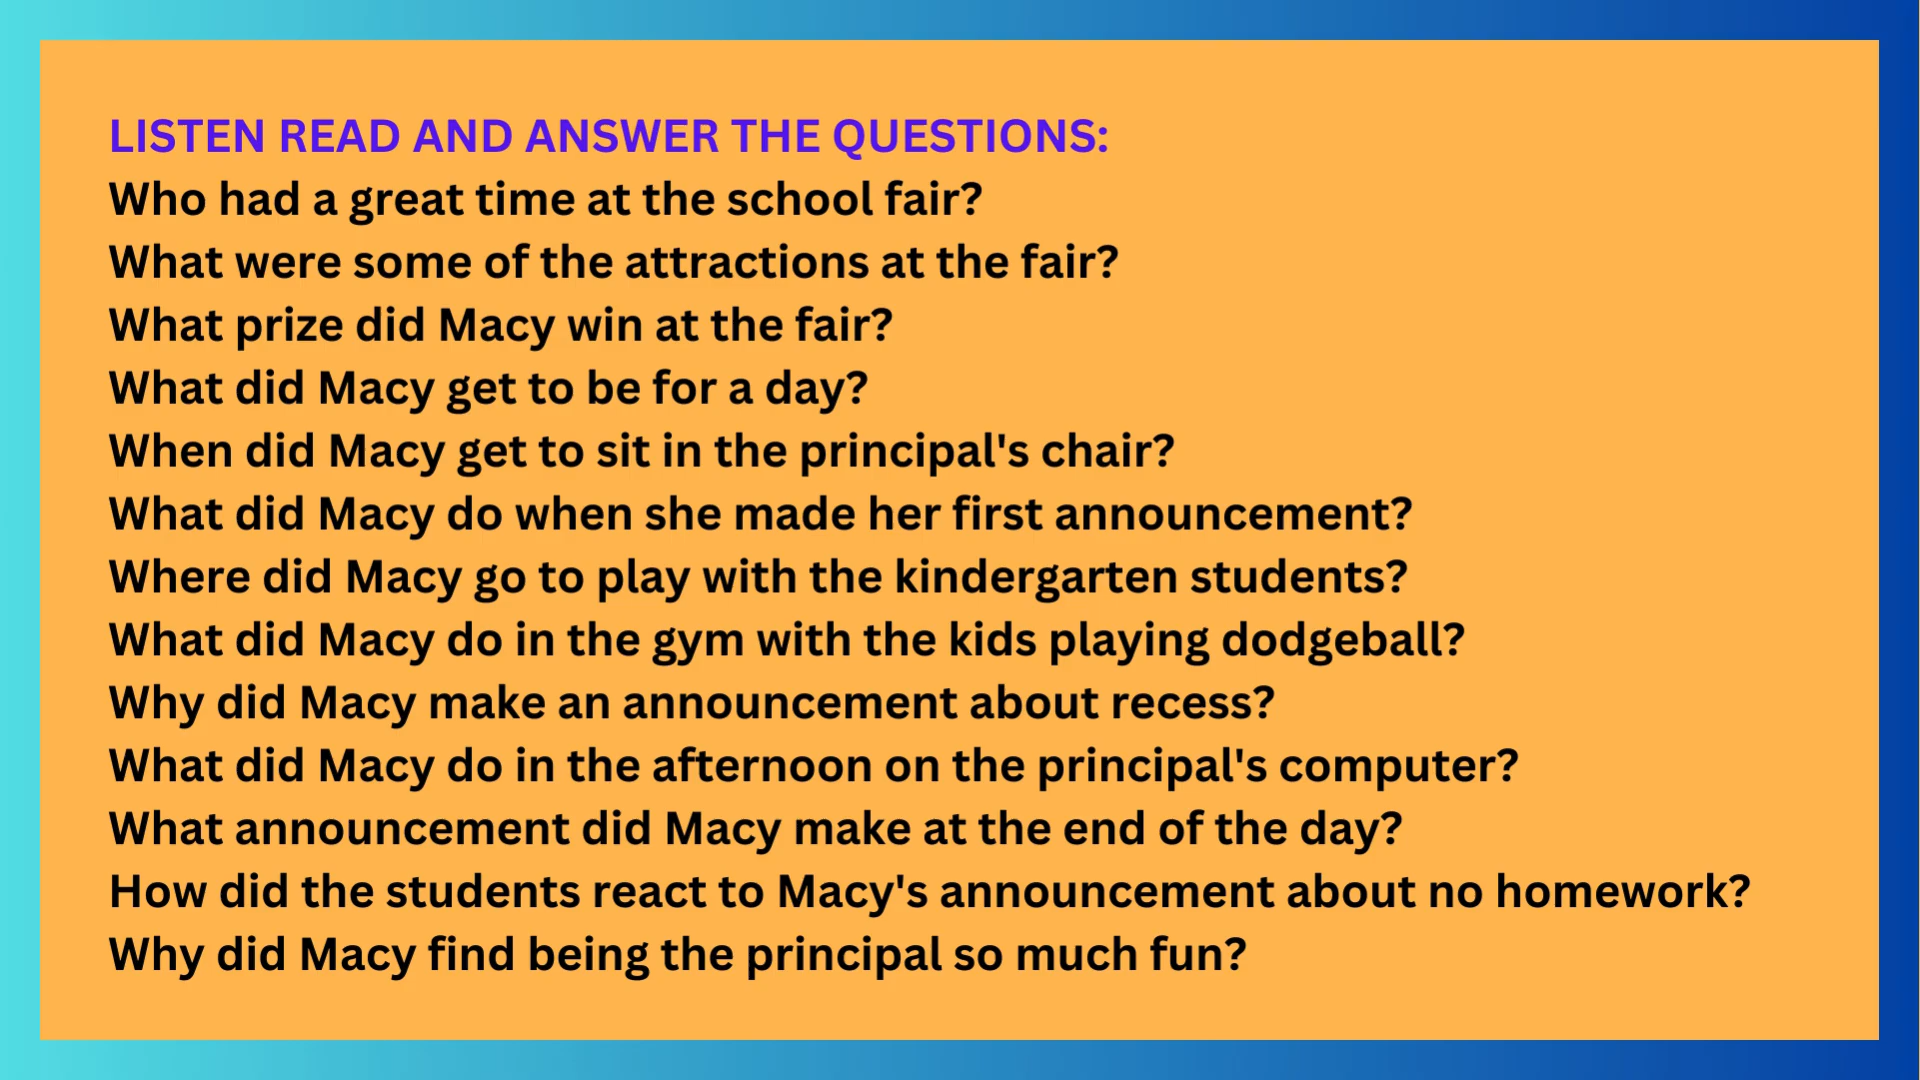 LISTEN READ AND ANSWER THE QUESTIONS:
Who had a great time at the school fair?
What were some of the attractions at the fair?
What prize did Macy win at the fair?
What did Macy get to be for a day?
When did Macy get to sit in the principal's chair?
What did Macy do when she made her first announcement?
Where did Macy go to play with the kindergarten students?
What did Macy do in the gym with the kids playing dodgeball?
Why did Macy make an announcement about recess?
What did Macy do in the afternoon on the principal's computer?
What announcement did Macy make at the end of the day?
How did the students react to Macy's announcement about no homework?
Why did Macy find being the principal so much fun?